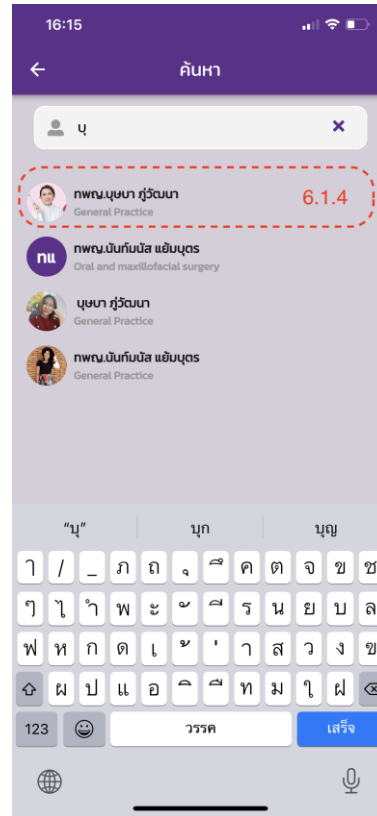 16:15
ค้นหา
บุ
ทพญ.บุษบา ภู่วัฒนา
General Practice
6.1.4
ทแ
ทพญ.นันท์มนัส แย้มบุตร
Oral and maxillofacial surgery
บุษบา ภู่วัฒนา
General Practice
ทพญ.นันท์มนัส แย้มบุตร
General Practice
“บุ” บุก บุญ
ๅ / _ ภ ถ ุ ึ ค ต จ ข ช
ๆ ไ ำ พ ะ ั ี ร น ย บ ล
ฟ ห ก ด เ ้ ่ า ส ว ง ฃ
ผ ป แ อ ิ ื ท ม ใ ฝ
123 วรรค เสร็จ